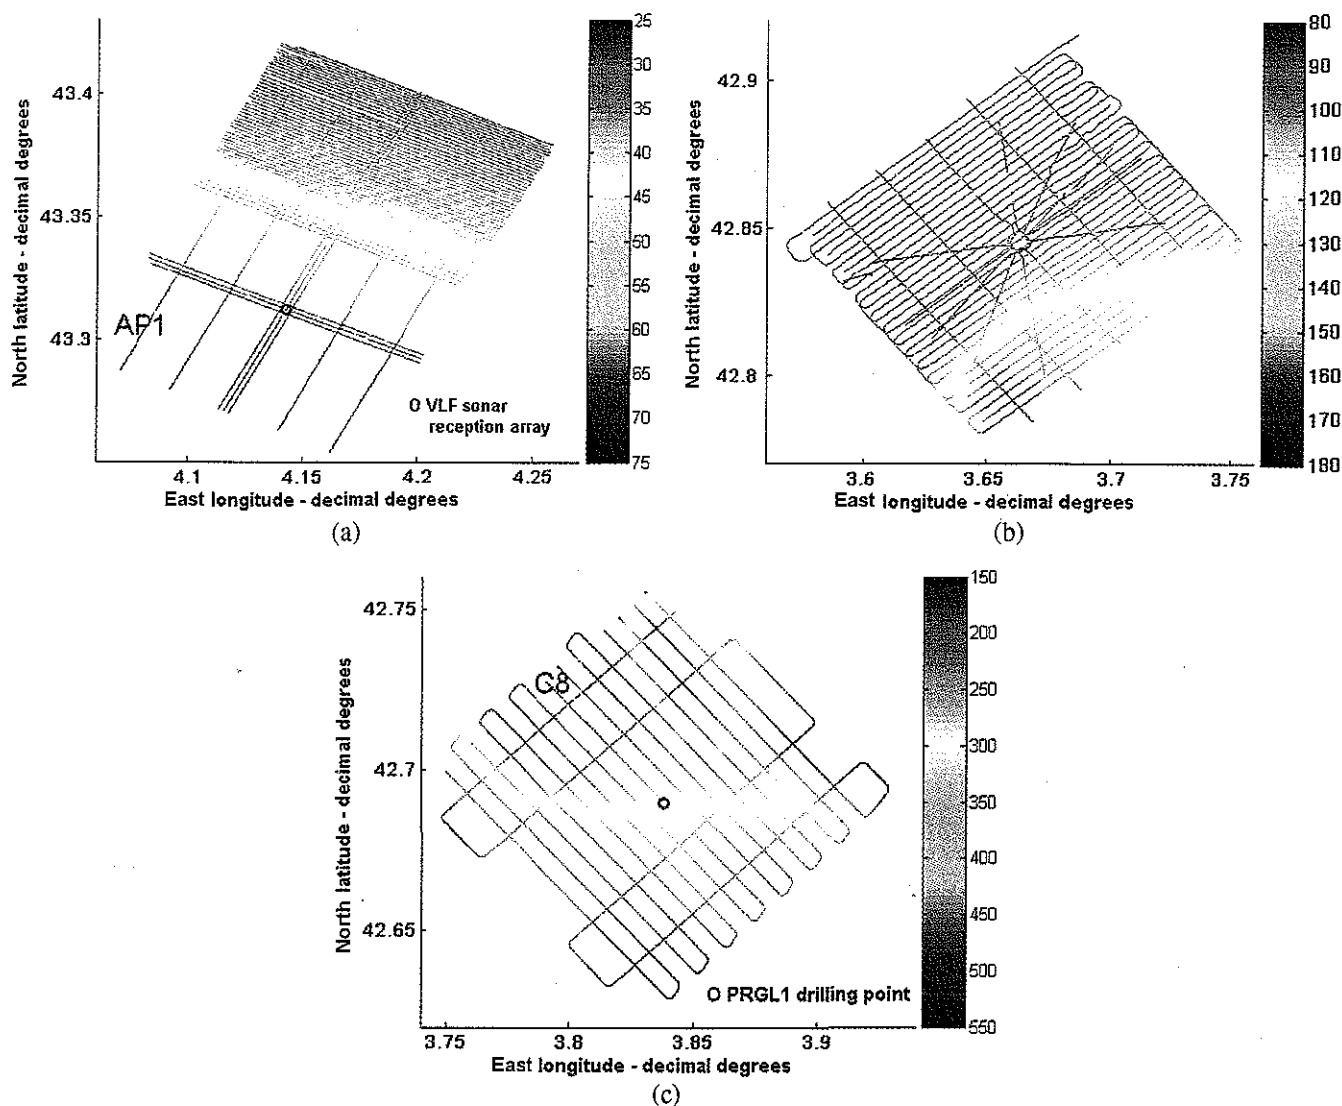 25
30
35
40
45
50
55
60
65
70
75
43.4
43.35
43.3
North latitude - decimal degrees
AP1
O VLF sonar
reception array
4.1 4.15 4.2 4.25
East longitude - decimal degrees
(a)
80
90
100
110
120
130
140
150
160
170
180
42.9
42.85
42.8
North latitude - decimal degrees
3.6 3.65 3.7 3.75
East longitude - decimal degrees
(b)
150
200
250
300
350
400
450
500
550
42.75
42.7
42.65
North latitude - decimal degrees
G8
O PRGL1 drilling point
3.75 3.8 3.85 3.9
East longitude - decimal degrees
(c)